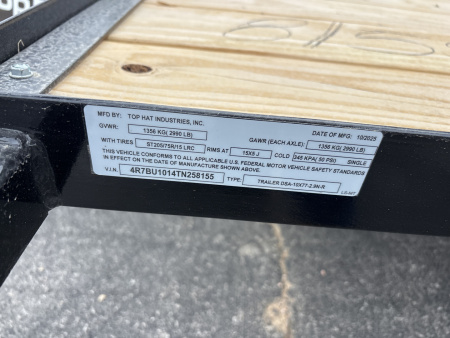 MFD BY: TOP HAT INDUSTRIES, INC. DATE OF MFG: 10/2025
GVWR: 1356 KG( 2990 LB) GAWR (EACH AXLE): 1356 KG( 2990 LB)
WITH TIRES ST205/75R/15 LRC RIMS AT 15X5 J COLD 345 KPA( 50 PSI) SINGLE
THIS VEHICLE CONFORMS TO ALL APPLICABLE U.S. FEDERAL MOTOR VEHICLE SAFETY STANDARDS
IN EFFECT ON THE DATE OF MANUFACTURE SHOWN ABOVE.
V.I.N. 4R7BU1014TN258155 TYPE: TRAILER DSA-10X77-2.9N-R